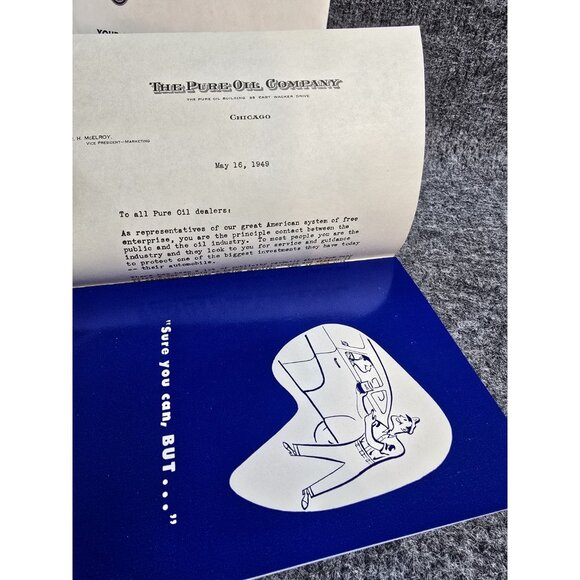 YOUR
THE PURE OIL COMPANY
THE PURE OIL BUILDING 35 EAST WACKER DRIVE
CHICAGO
H. McELROY,
VICE PRESIDENT—MARKETING
May 16, 1949
To all Pure Oil dealers:
As representatives of our great American system of free
enterprise, you are the principle contact between the
public and the oil industry. To most people you are the
industry and they look to you for service and guidance
to protect one of the biggest investments they have today
their automobile.
"Sure you can, BUT . . ."